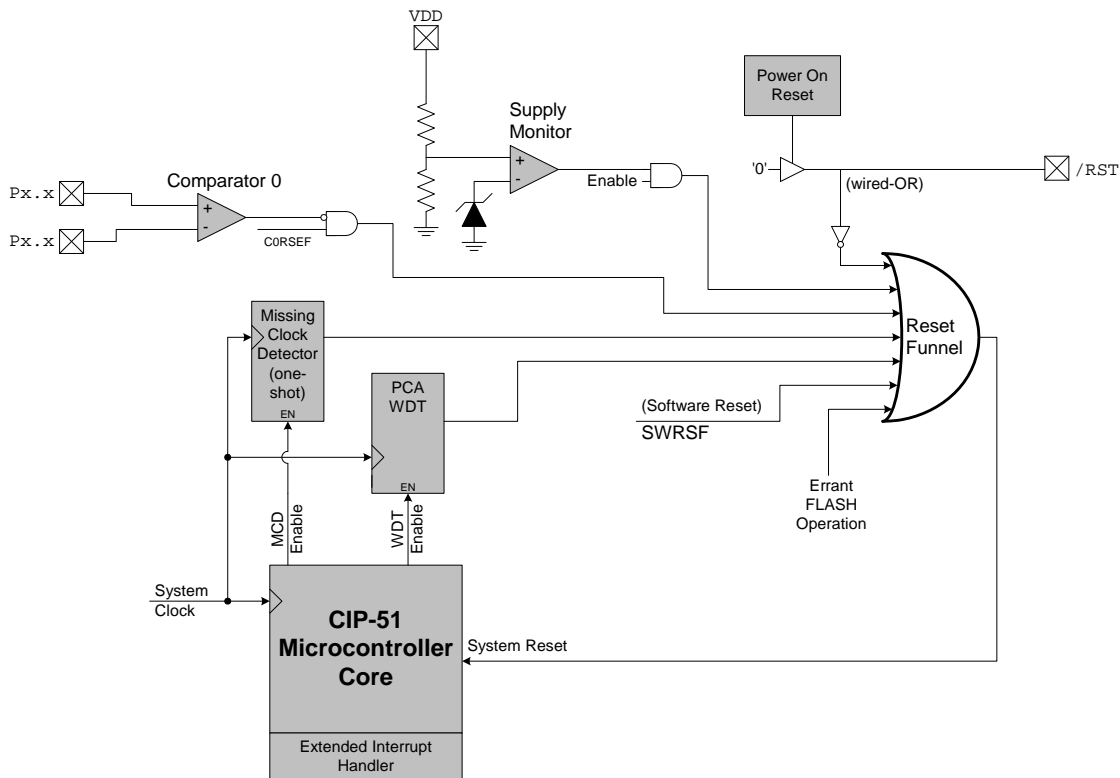 VDD
Power On
Reset
Supply
Monitor
+
-
Enable
'0'
(wired-OR)
/RST
Px.x
Px.x
Comparator 0
+
-
C0RSEF
Missing
Clock
Detector
(one-
shot)
EN
PCA
WDT
EN
(Software Reset)
SWRSF
Errant
FLASH
Operation
Reset
Funnel
MCD
Enable
WDT
Enable
System
Clock
CIP-51
Microcontroller
Core
System Reset
Extended Interrupt
Handler